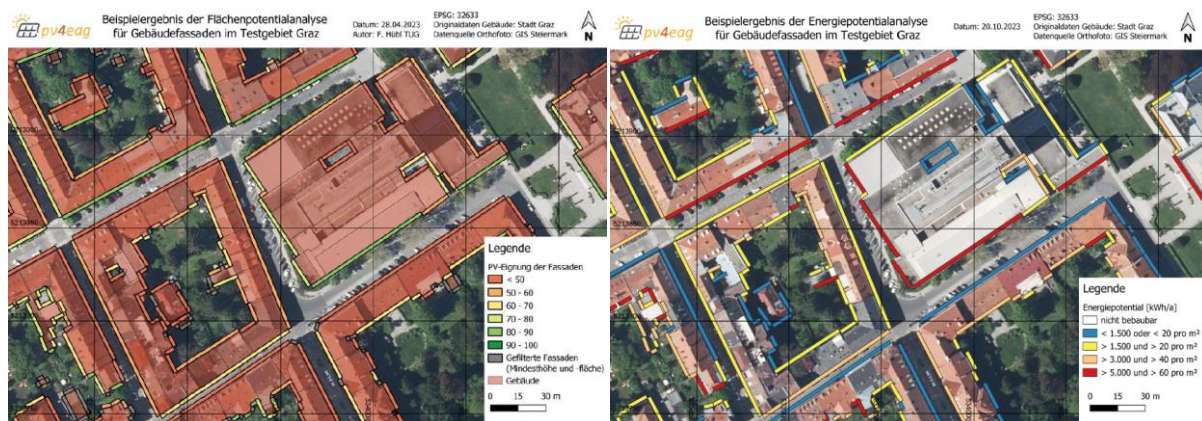 pv4eag
Beispielergebnis der Flächenpotentialanalyse
für Gebäudefassaden im Testgebiet Graz
Datum: 28.04.2023
Autor: F. Hübl TUG
EPSG: 32633
Originaldaten Gebäude: Stadt Graz
Datenquelle Orthofoto: GIS Steiermark
N
Legende
PV-Eignung der Fassaden
< 50
50 - 60
60 - 70
70 - 80
80 - 90
90 - 100
Gefilterte Fassaden
(Mindesthöhe und -fläche)
Gebäude
0 15 30 m
pv4eag
Beispielergebnis der Energiepotentialanalyse
für Gebäudefassaden im Testgebiet Graz
Datum: 20.10.2023
EPSG: 32633
Originaldaten Gebäude: Stadt Graz
Datenquelle Orthofoto: GIS Steiermark
N
Legende
Energiepotential [kWh/a]
nicht bebaubar
< 1.500 oder < 20 pro m²
> 1.500 und > 20 pro m²
> 3.000 und > 40 pro m²
> 5.000 und > 60 pro m²
0 15 30 m